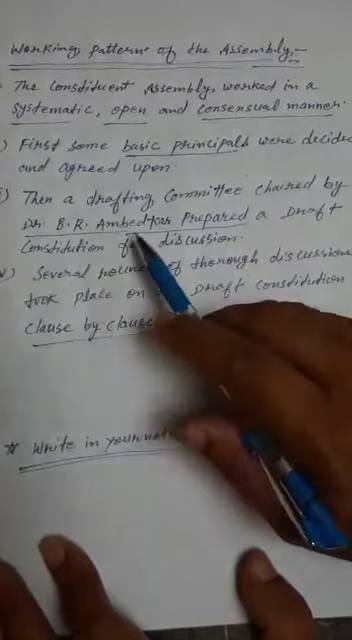 Working Pattern of the Assembly:-
The Constituent Assembly worked in a
systematic, open and consensual manner.
) First some basic principals were decided
and agreed upon.
i) Then a drafting Committee chaired by
Dr. B.R. Ambedkar Prepared a Draft
Constitution for discussion.
v) Several of thorough discussions
took place on Draft constitution
clause by clause
* Write in your